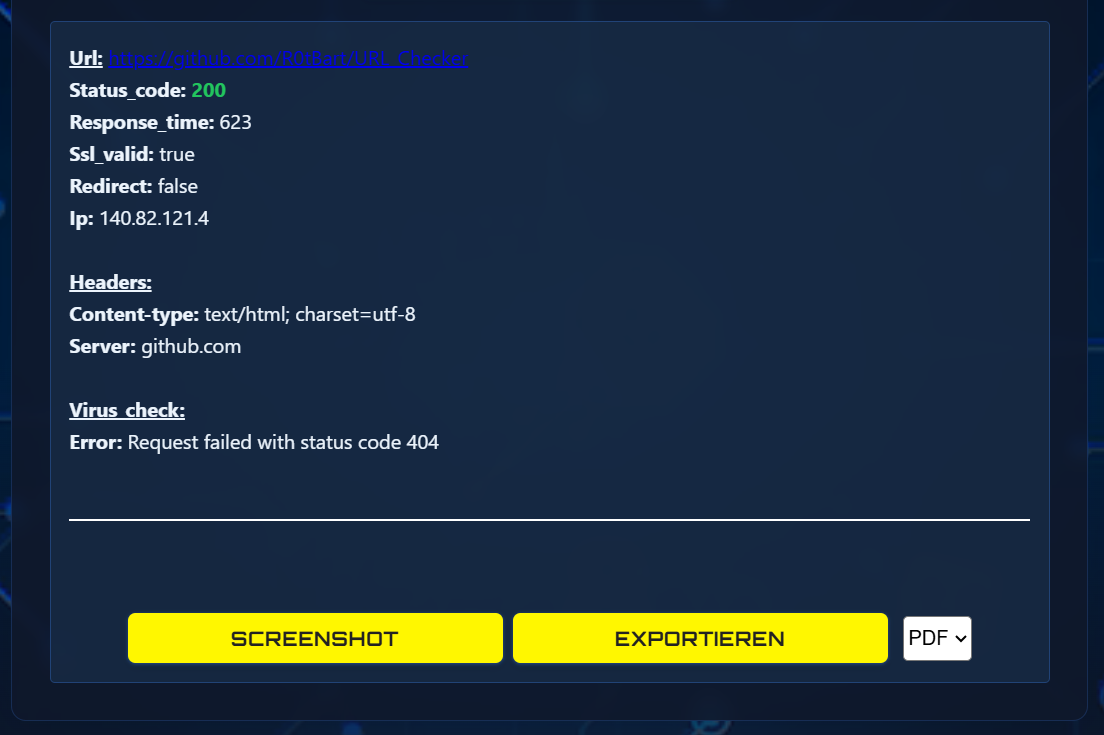 Url: https://github.com/R0tBart/URL_Checker
Status_code: 200
Response_time: 623
Ssl_valid: true
Redirect: false
Ip: 140.82.121.4
Headers:
Content-type: text/html; charset=utf-8
Server: github.com
Virus_check:
Error: Request failed with status code 404
SCREENSHOT EXPORTIEREN PDF